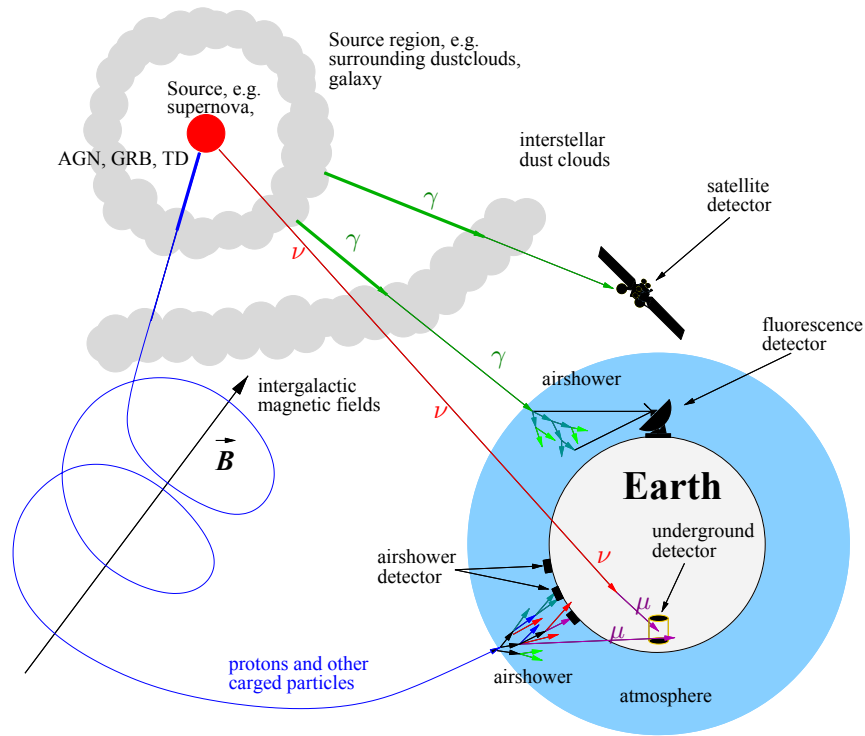 Source region, e.g.
surrounding dustclouds,
galaxy
Source, e.g.
supernova,
AGN, GRB, TD
interstellar
dust clouds
satellite
detector
γ
γ
ν
fluorescence
detector
γ
airshower
intergalactic
magnetic fields
ν
B
Earth
underground
detector
airshower
detector
ν
μ
μ
protons and other
carged particles
airshower
atmosphere